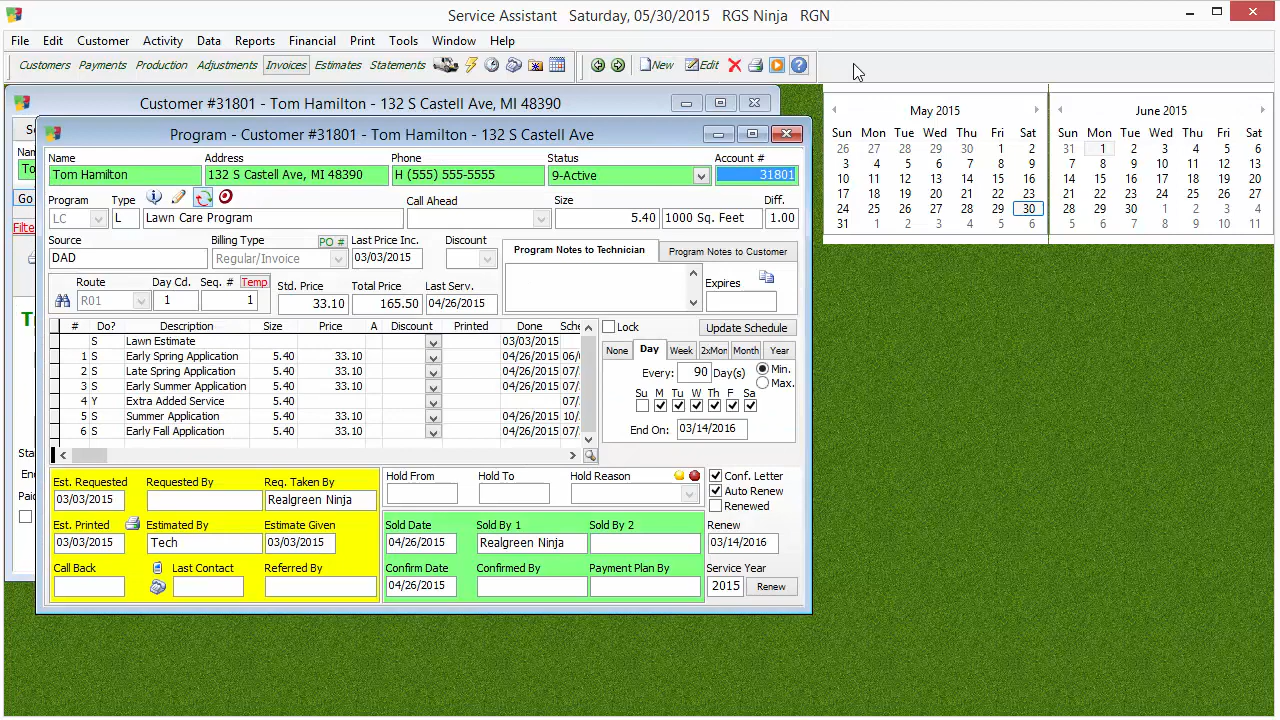 Service Assistant Saturday, 05/30/2015 RGS Ninja RGN
File Edit Customer Activity Data Reports Financial Print Tools Window Help
Customers Payments Production Adjustments Invoices Estimates Statements New Edit
Customer #31801 - Tom Hamilton - 132 S Castell Ave, MI 48390
Program - Customer #31801 - Tom Hamilton - 132 S Castell Ave
Name Address Phone Status Account #
Tom Hamilton 132 S Castell Ave, MI 48390 H (555) 555-5555 9-Active 31801
Program Type Call Ahead Size Diff.
LC L Lawn Care Program 5.40 1000 Sq. Feet 1.00
Source Billing Type PO # Last Price Inc. Discount Program Notes to Technician Program Notes to Customer
DAD Regular/Invoice 03/03/2015
Route Day Cd. Seq. # Temp Std. Price Total Price Last Serv. Expires
R01 1 1 33.10 165.50 04/26/2015
# Do? Description Size Price A Discount Printed Done Sche
S Lawn Estimate 03/03/2015
1 S Early Spring Application 5.40 33.10 04/26/2015 06/
2 S Late Spring Application 5.40 33.10 04/26/2015 07/
3 S Early Summer Application 5.40 33.10 04/26/2015 07/
4 Y Extra Added Service 5.40 07/
5 S Summer Application 5.40 33.10 04/26/2015 10/
6 S Early Fall Application 5.40 33.10 04/26/2015 07/
Lock Update Schedule
None Day Week 2xMon Month Year
Every: 90 Day(s) Min.
Max.
Su M Tu W Th F Sa
End On: 03/14/2016
Est. Requested Requested By Req. Taken By
03/03/2015 Realgreen Ninja
Est. Printed Estimated By Estimate Given
03/03/2015 Tech 03/03/2015
Call Back Last Contact Referred By
Hold From Hold To Hold Reason
Sold Date Sold By 1 Sold By 2
04/26/2015 Realgreen Ninja
Confirm Date Confirmed By Payment Plan By
04/26/2015
Conf. Letter
Auto Renew
Renewed
Renew
03/14/2016
Service Year
2015 Renew
May 2015
Sun Mon Tue Wed Thu Fri Sat
26 27 28 29 30 1 2
3 4 5 6 7 8 9
10 11 12 13 14 15 16
17 18 19 20 21 22 23
24 25 26 27 28 29 30
31 1 2 3 4 5 6
June 2015
Sun Mon Tue Wed Thu Fri Sat
31 1 2 3 4 5 6
7 8 9 10 11 12 13
14 15 16 17 18 19 20
21 22 23 24 25 26 27
28 29 30 1 2 3 4
5 6 7 8 9 10 11